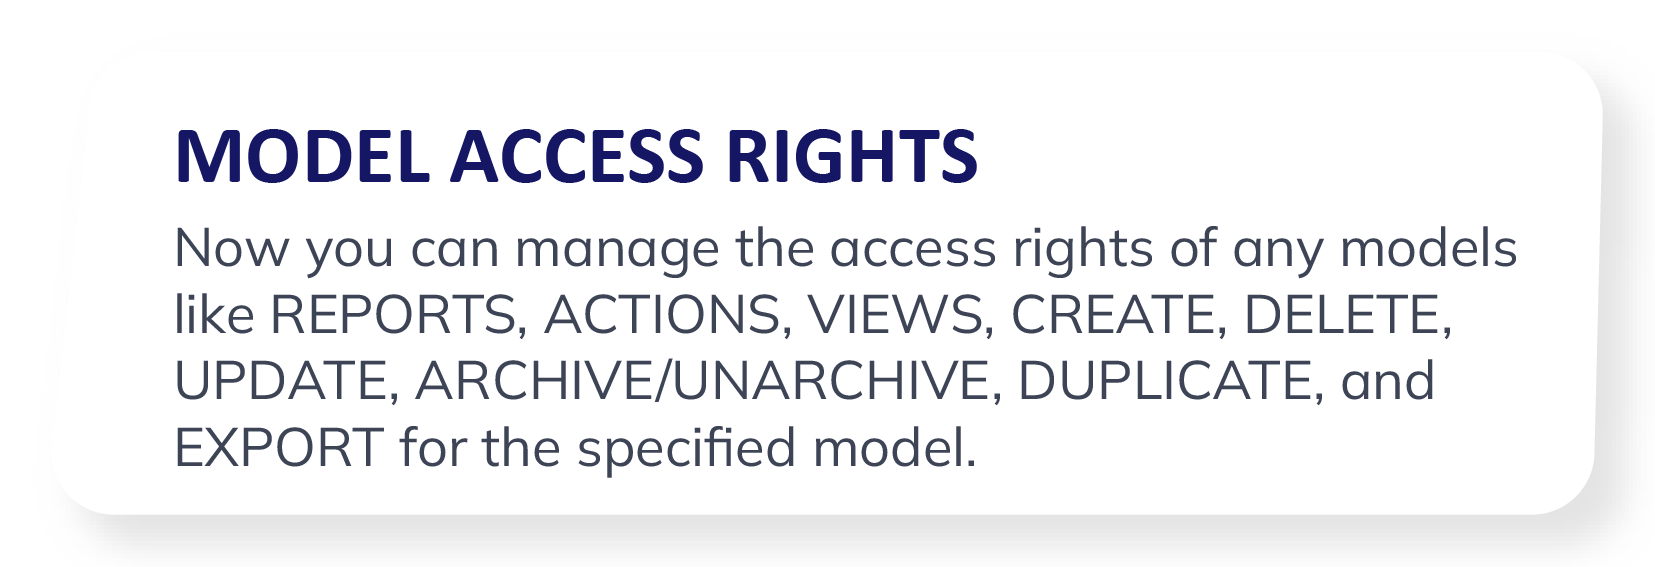 MODEL ACCESS RIGHTS
Now you can manage the access rights of any models
like REPORTS, ACTIONS, VIEWS, CREATE, DELETE,
UPDATE, ARCHIVE/UNARCHIVE, DUPLICATE, and
EXPORT for the specified model.